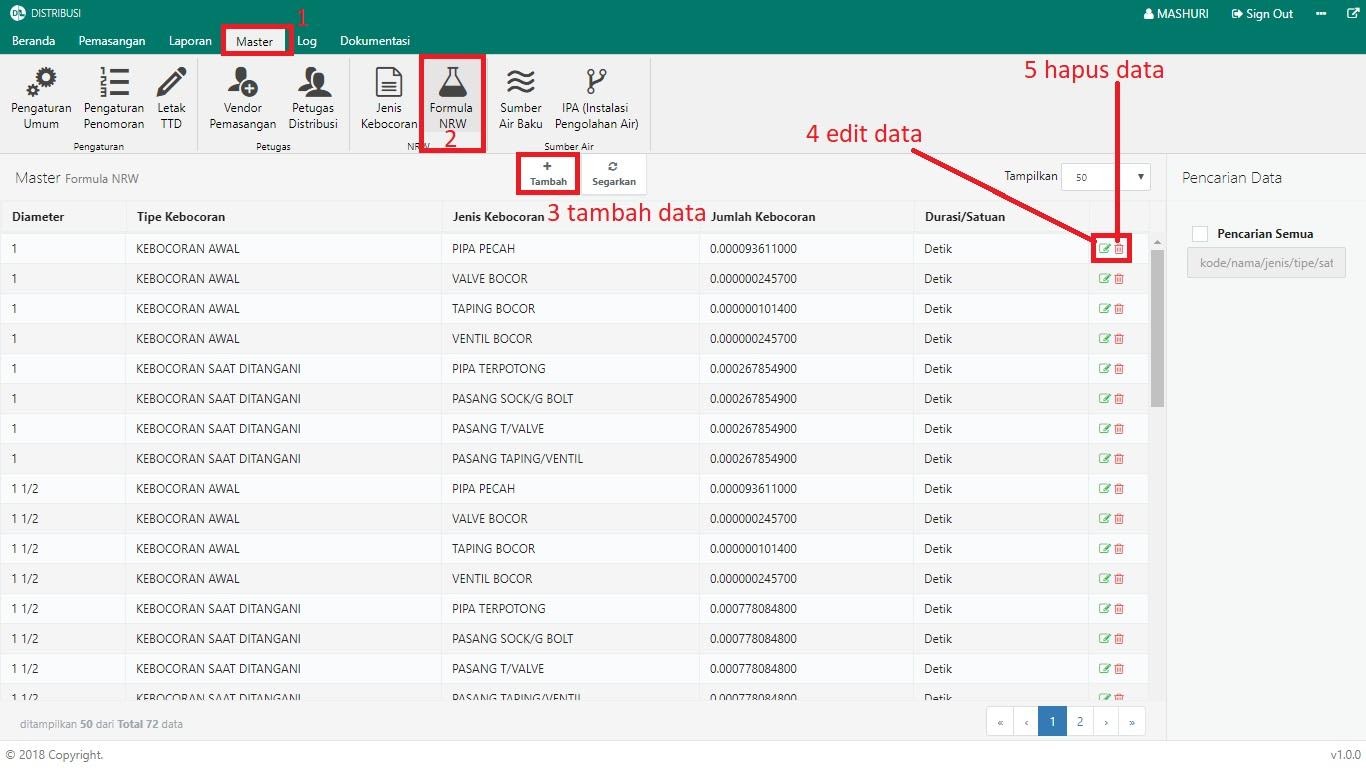 DL DISTRIBUSI
1
MASHURI Sign Out
Beranda Pemasangan Laporan Master Log Dokumentasi
5 hapus data
Pengaturan Umum
Pengaturan Penomoran
Letak TTD
Vendor Pemasangan
Petugas Distribusi
Jenis Kebocoran
Formula NRW
Sumber Air Baku
IPA (Instalasi Pengolahan Air)
2
Pengaturan Petugas NRW Sumber Air
4 edit data
Master Formula NRW
Tambah Segarkan
Tampilkan 50
Pencarian Data
3 tambah data
Diameter Tipe Kebocoran Jenis Kebocoran Jumlah Kebocoran Durasi/Satuan
Pencarian Semua
kode/nama/jenis/tipe/sat
1 KEBOCORAN AWAL PIPA PECAH 0.000093611000 Detik
1 KEBOCORAN AWAL VALVE BOCOR 0.000000245700 Detik
1 KEBOCORAN AWAL TAPING BOCOR 0.000000101400 Detik
1 KEBOCORAN AWAL VENTIL BOCOR 0.000000245700 Detik
1 KEBOCORAN SAAT DITANGANI PIPA TERPOTONG 0.000267854900 Detik
1 KEBOCORAN SAAT DITANGANI PASANG SOCK/G BOLT 0.000267854900 Detik
1 KEBOCORAN SAAT DITANGANI PASANG T/VALVE 0.000267854900 Detik
1 KEBOCORAN SAAT DITANGANI PASANG TAPING/VENTIL 0.000267854900 Detik
1 1/2 KEBOCORAN AWAL PIPA PECAH 0.000093611000 Detik
1 1/2 KEBOCORAN AWAL VALVE BOCOR 0.000000245700 Detik
1 1/2 KEBOCORAN AWAL TAPING BOCOR 0.000000101400 Detik
1 1/2 KEBOCORAN AWAL VENTIL BOCOR 0.000000245700 Detik
1 1/2 KEBOCORAN SAAT DITANGANI PIPA TERPOTONG 0.000778084800 Detik
1 1/2 KEBOCORAN SAAT DITANGANI PASANG SOCK/G BOLT 0.000778084800 Detik
1 1/2 KEBOCORAN SAAT DITANGANI PASANG T/VALVE 0.000778084800 Detik
1 1/2 KEBOCORAN SAAT DITANGANI PASANG TAPING/VENTIL 0.000778084800 Detik
ditampilkan 50 dari Total 72 data
« ‹ 1 2 › »
© 2018 Copyright. v1.0.0